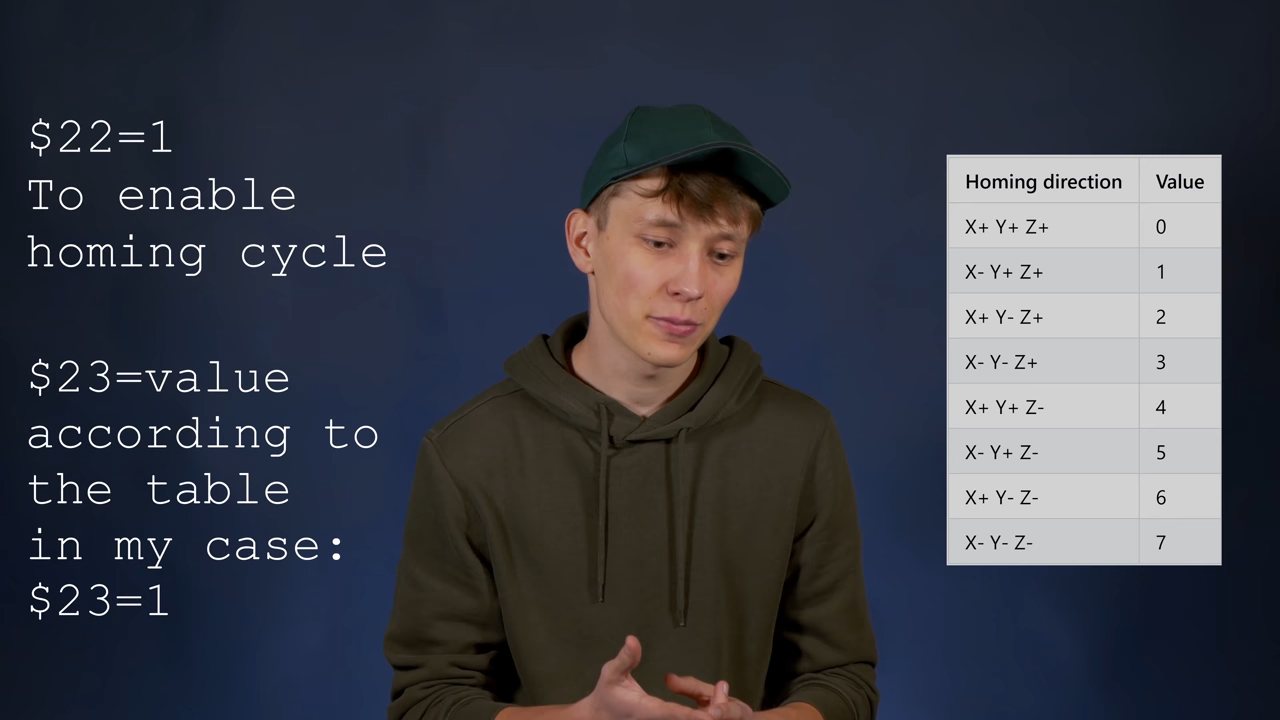 $22=1
To enable
homing cycle
$23=value
according to
the table
in my case:
$23=1
Homing direction Value
X+ Y+ Z+ 0
X- Y+ Z+ 1
X+ Y- Z+ 2
X- Y- Z+ 3
X+ Y+ Z- 4
X- Y+ Z- 5
X+ Y- Z- 6
X- Y- Z- 7